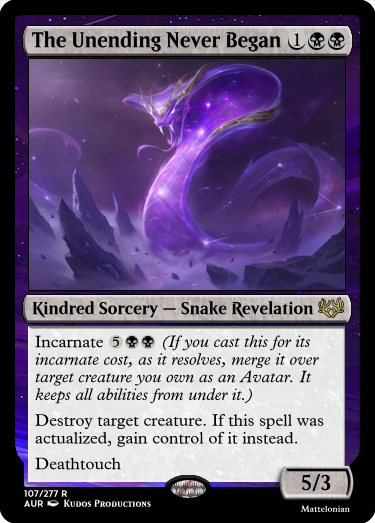 The Unending Never Began 1
Kindred Sorcery — Snake Revelation
Incarnate 5 (If you cast this for its
incarnate cost, as it resolves, merge it over
target creature you own as an Avatar. It
keeps all abilities from under it.)
Destroy target creature. If this spell was
actualized, gain control of it instead.
Deathtouch
5/3
107/277 R
AUR Kudos Productions
Mattelonian